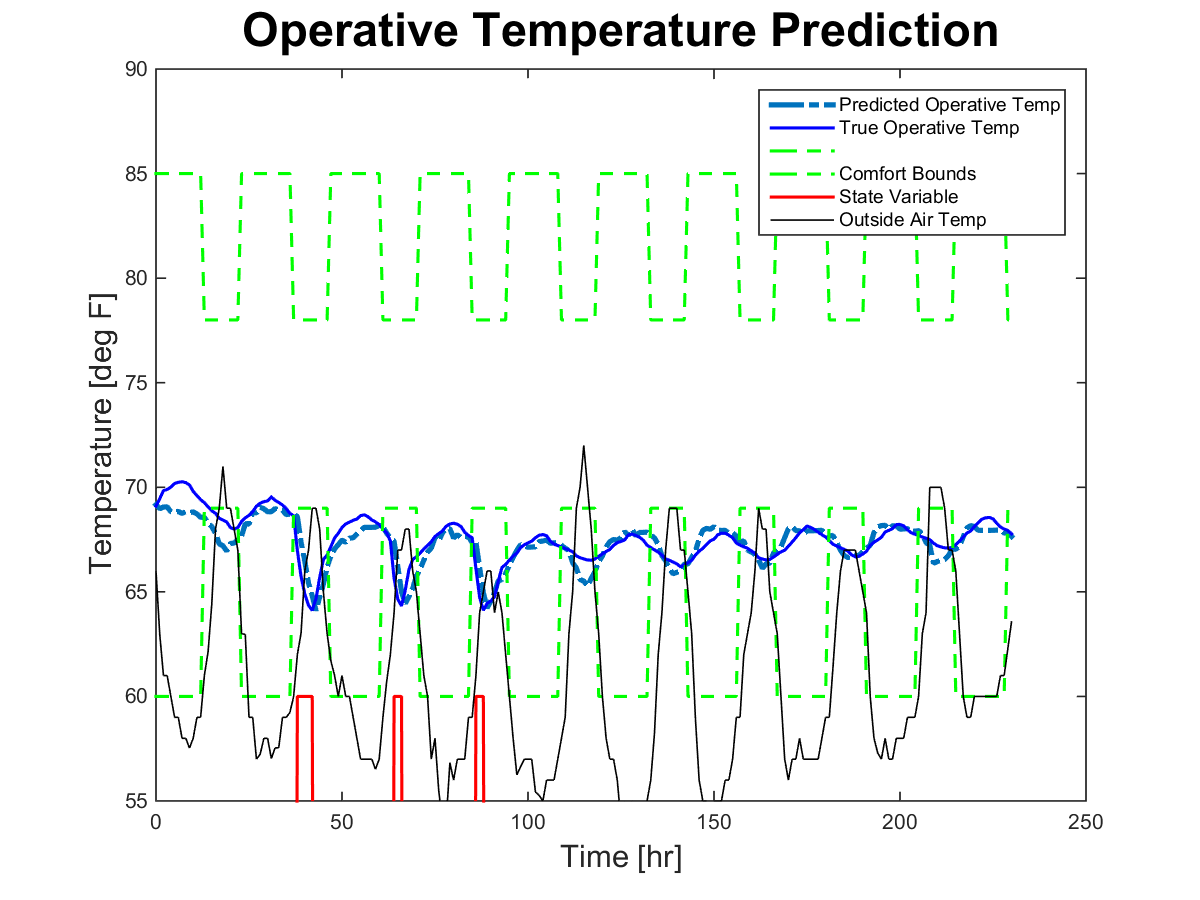 Operative Temperature Prediction
90
85
80
75
70
65
60
55
Temperature [deg F]
Predicted Operative Temp
True Operative Temp
Comfort Bounds
State Variable
Outside Air Temp
0 50 100 150 200 250
Time [hr]